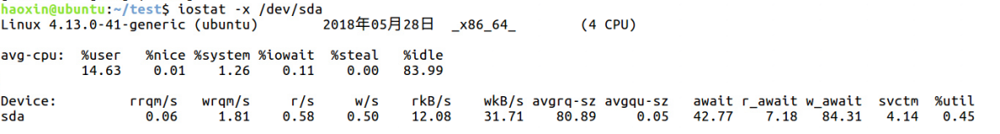 haoxin@ubuntu:~/test$ iostat -x /dev/sda
Linux 4.13.0-41-generic (ubuntu) 2018年05月28日 _x86_64_ (4 CPU)
avg-cpu: %user %nice %system %iowait %steal %idle
14.63 0.01 1.26 0.11 0.00 83.99
Device: rrqm/s wrqm/s r/s w/s rkB/s wkB/s avgrq-sz avgqu-sz await r_await w_await svctm %util
sda 0.06 1.81 0.58 0.50 12.08 31.71 80.89 0.05 42.77 7.18 84.31 4.14 0.45